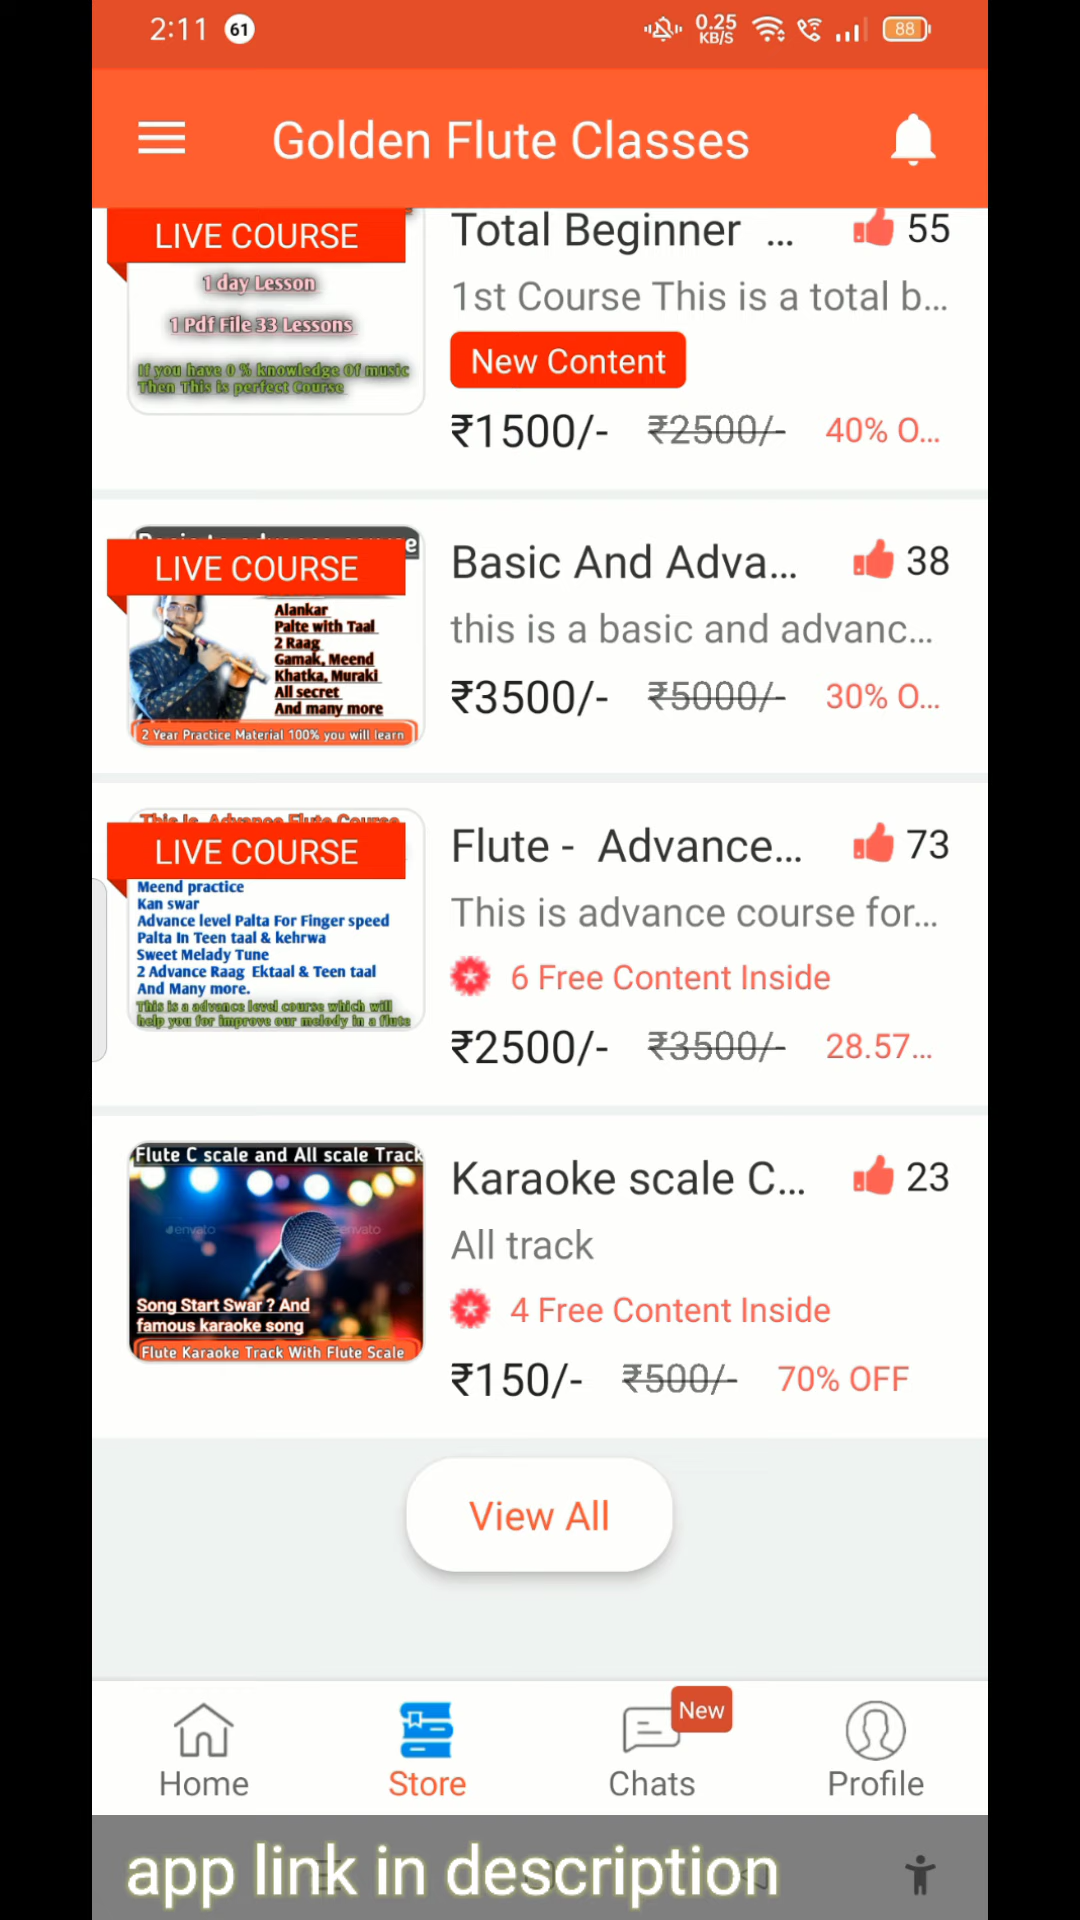 2:11 61 0.25 KB/S 88
Golden Flute Classes
LIVE COURSE
1 day Lesson
1 Pdf File 33 Lessons
If you have 0 % knowledge Of music
Then This is perfect Course
Total Beginner ... 55
1st Course This is a total b...
New Content
₹1500/- ₹2500/- 40% O...
LIVE COURSE
Alankar
Palte with Taal
2 Raag
Gamak, Meend
Khatka, Muraki
All secret
And many more
2 Year Practice Material 100% you will learn
Basic And Adva... 38
this is a basic and advanc...
₹3500/- ₹5000/- 30% O...
This Is Advance Flute Course
LIVE COURSE
Meend practice
Kan swar
Advance level Palta For Finger speed
Palta In Teen taal & kehrwa
Sweet Melady Tune
2 Advance Raag Ektaal & Teen taal
And Many more.
This is a advance level course which will
help you for improve our melody in a flute
Flute - Advance... 73
This is advance course for...
6 Free Content Inside
₹2500/- ₹3500/- 28.57...
Flute C scale and All scale Track
envato envato
Song Start Swar ? And
famous karaoke song
Flute Karaoke Track With Flute Scale
Karaoke scale C... 23
All track
4 Free Content Inside
₹150/- ₹500/- 70% OFF
View All
New
Home Store Chats Profile
app link in description